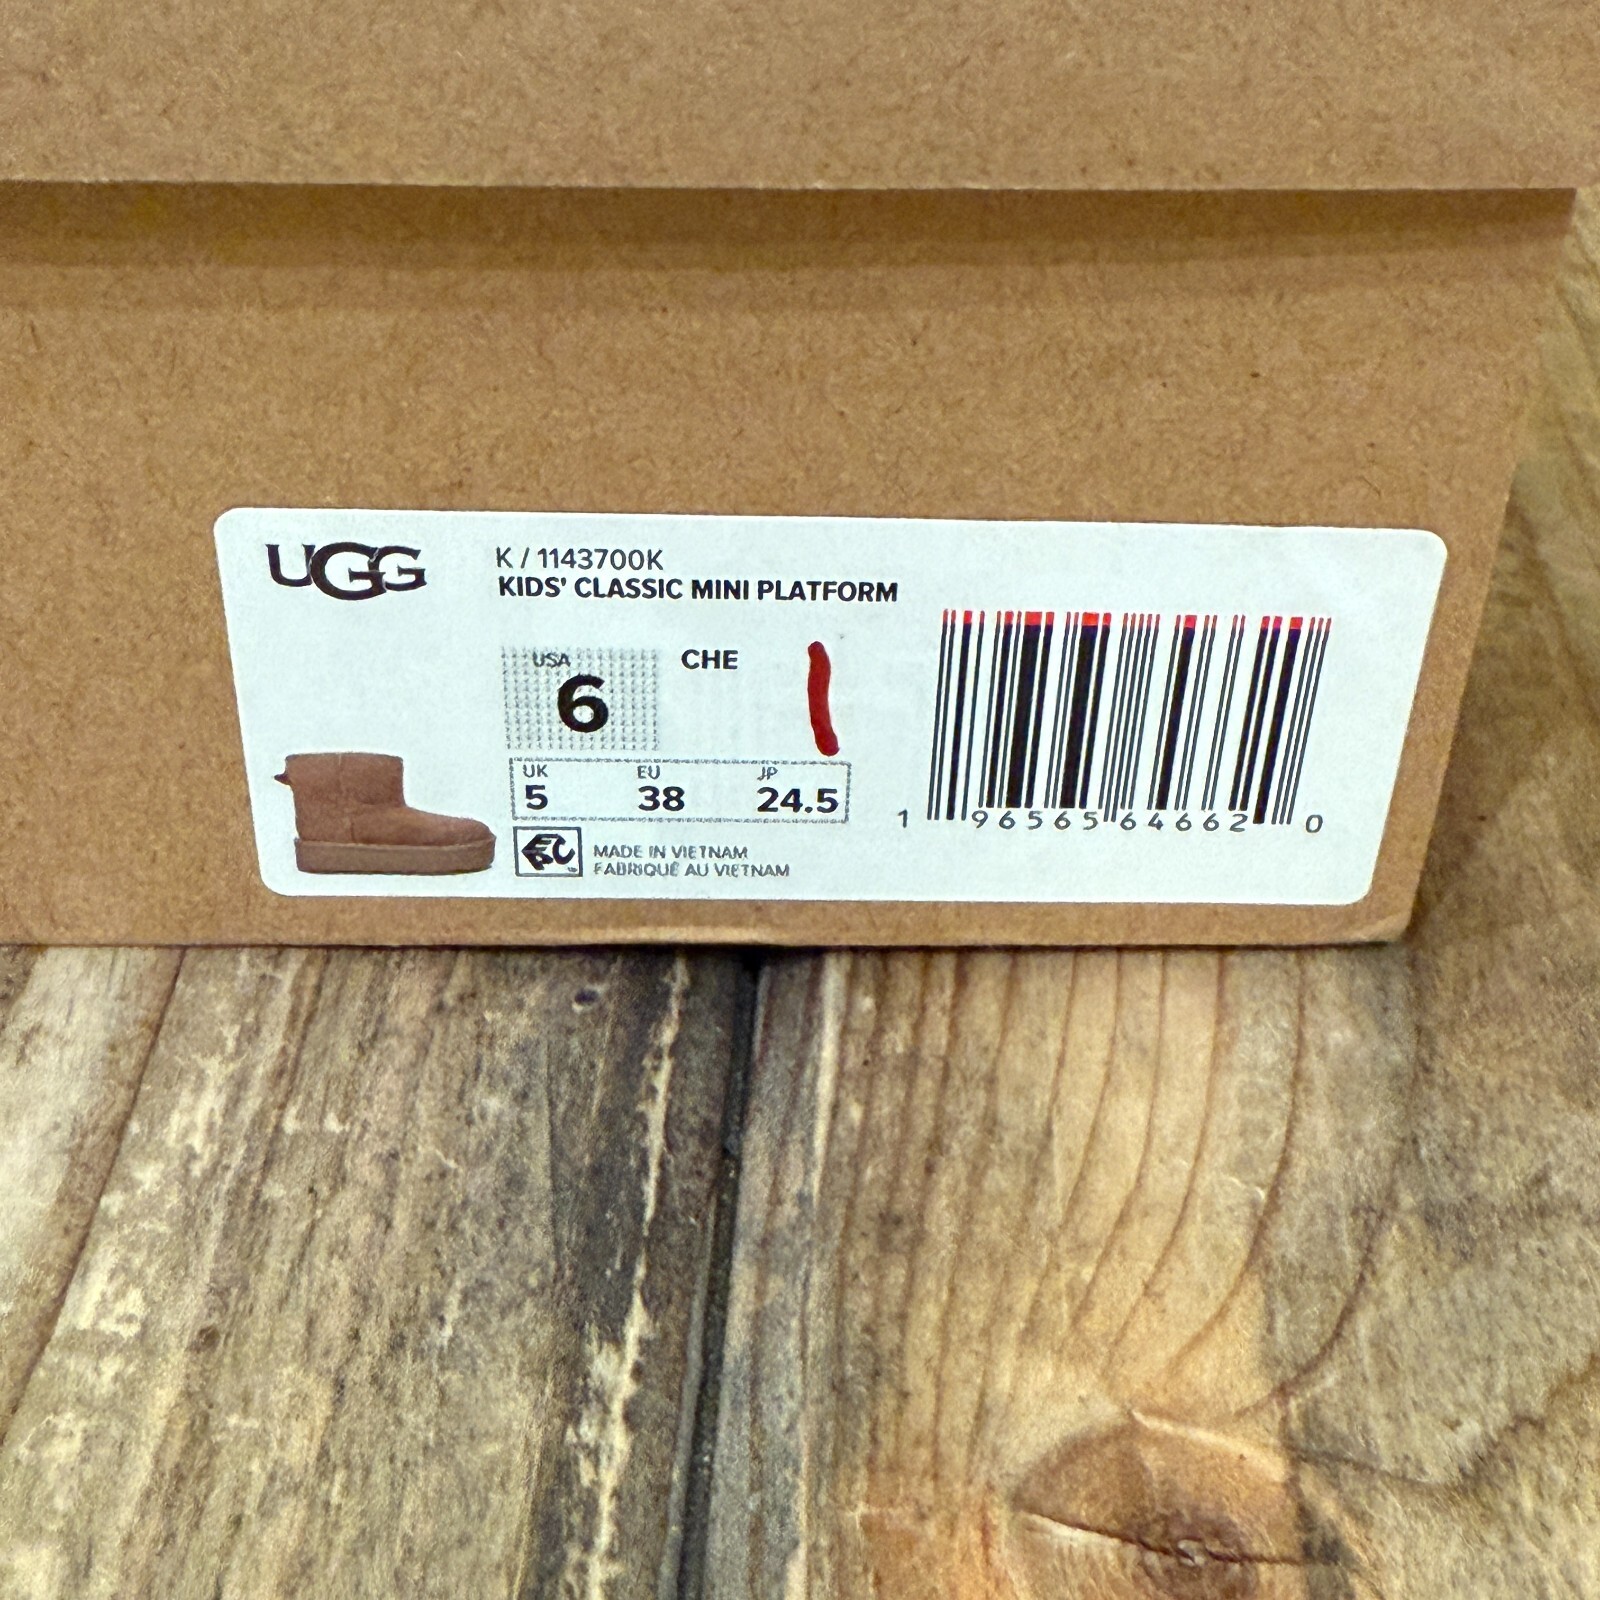 UGG
K / 1143700K
KIDS' CLASSIC MINI PLATFORM
USA
6
CHE
UK EU JP
5 38 24.5
1 96565 64662 0
MADE IN VIETNAM
FABRIQUÉ AU VIETNAM